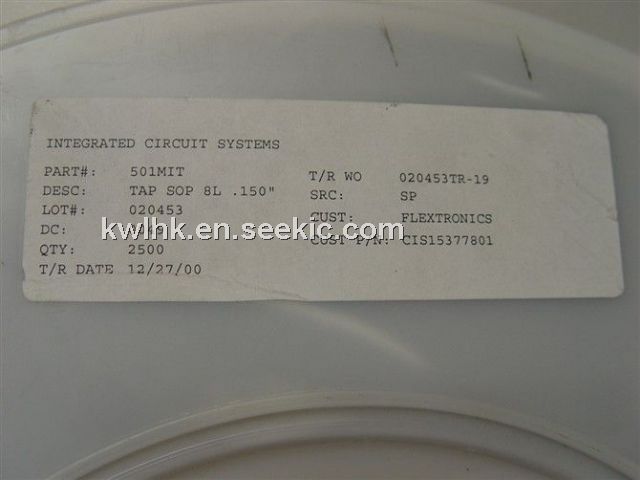 INTEGRATED CIRCUIT SYSTEMS
PART#: 501MIT
DESC: TAP SOP 8L .150"
LOT#: 020453
DC:
QTY: 2500
T/R DATE 12/27/00
T/R WO 020453TR-19
SRC: SP
CUST: FLEXTRONICS
CUST P/N: CIS15377801
kwlhk.en.seekic.com